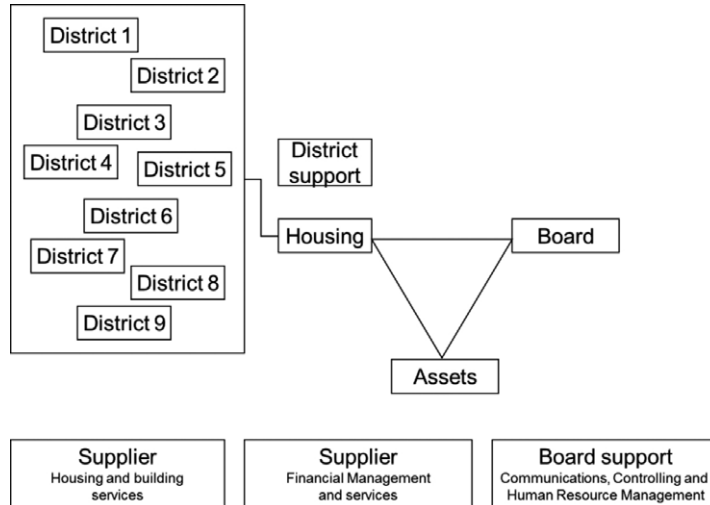 District 1
District 2
District 3
District 4
District 5
District 6
District 7
District 8
District 9
District
support
Housing
Board
Assets
Supplier
Housing and building
services
Supplier
Financial Management
and services
Board support
Communications, Controlling and
Human Resource Management